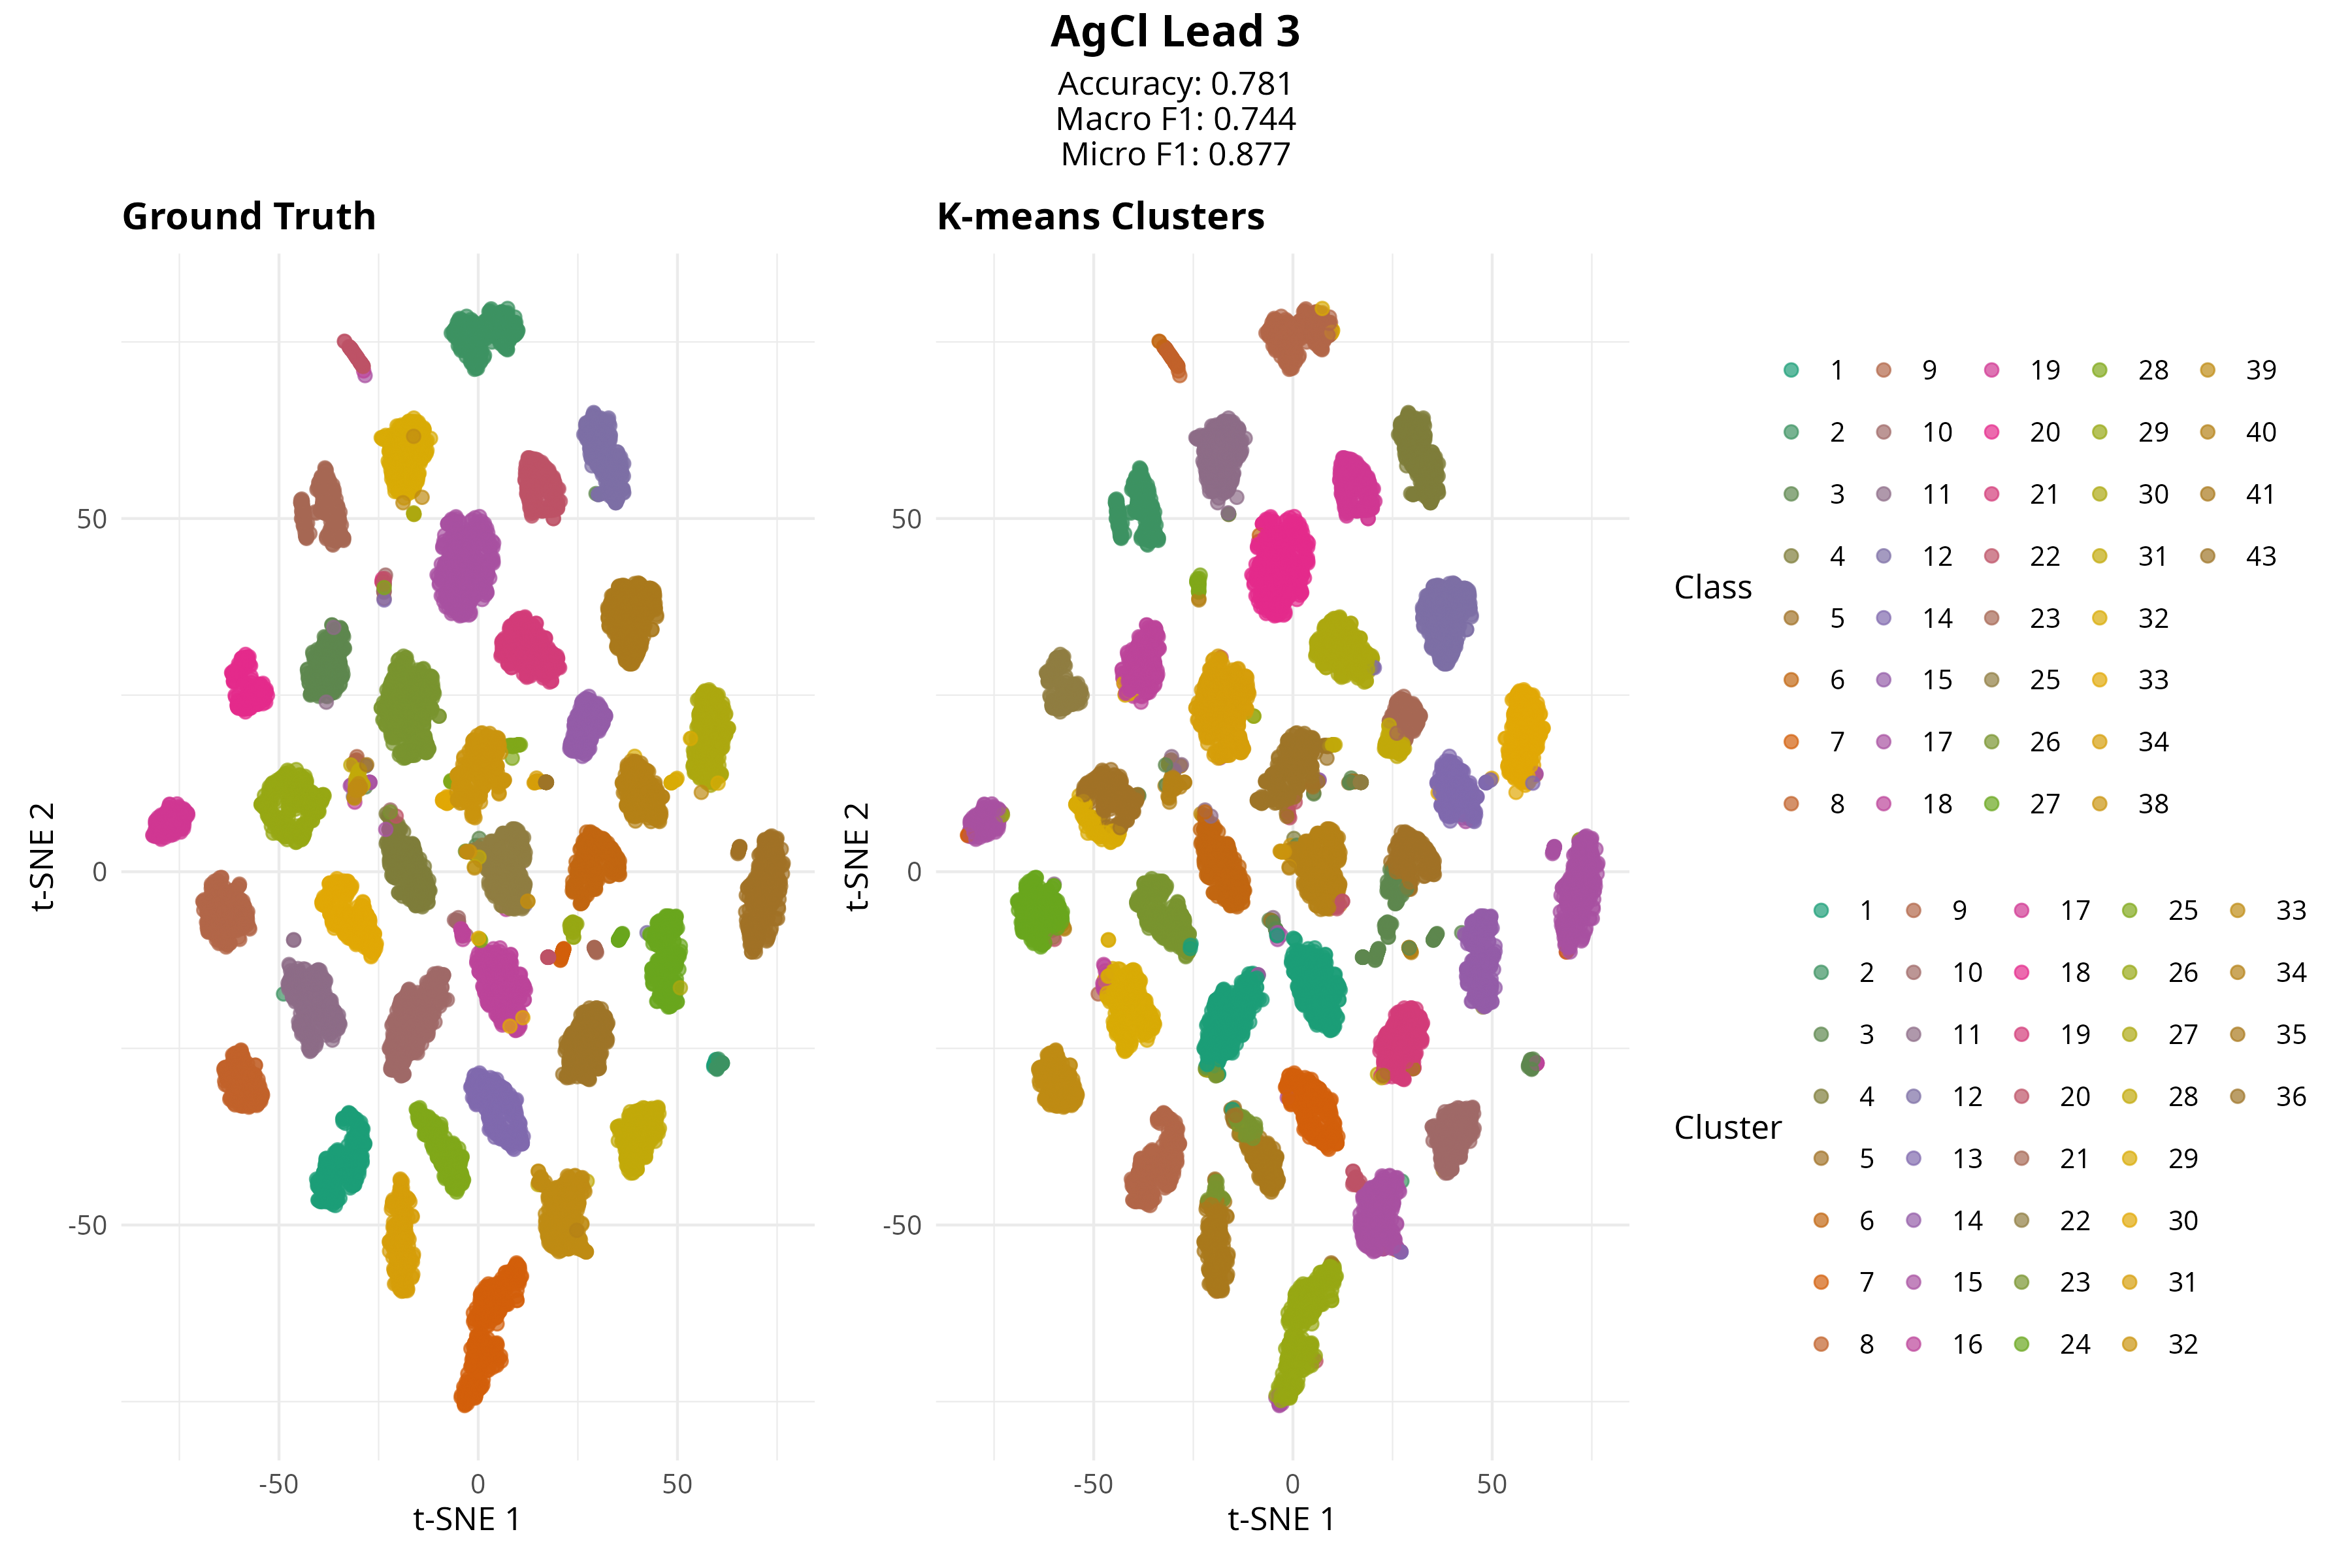 AgCl Lead 3
Accuracy: 0.781
Macro F1: 0.744
Micro F1: 0.877
Ground Truth
K-means Clusters
50
0
-50
-50 0 50
t-SNE 1
t-SNE 2
50
0
-50
-50 0 50
t-SNE 1
t-SNE 2
Class
1 9 19 28 39
2 10 20 29 40
3 11 21 30 41
4 12 22 31 43
5 14 23 32
6 15 25 33
7 17 26 34
8 18 27 38
Cluster
1 9 17 25 33
2 10 18 26 34
3 11 19 27 35
4 12 20 28 36
5 13 21 29
6 14 22 30
7 15 23 31
8 16 24 32